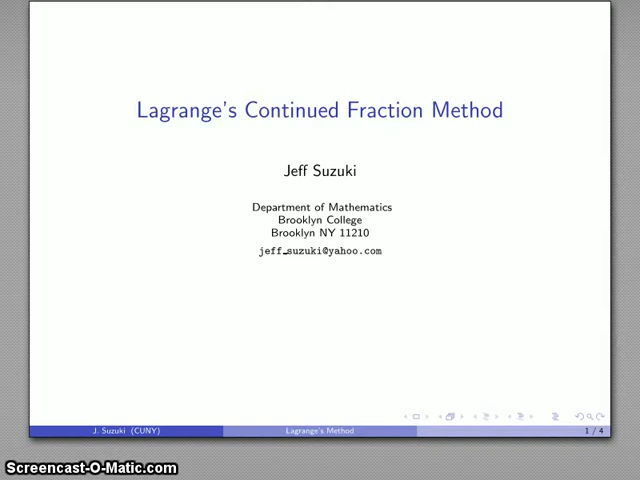 Lagrange's Continued Fraction Method
Jeff Suzuki
Department of Mathematics
Brooklyn College
Brooklyn NY 11210
jeff_suzuki@yahoo.com
J. Suzuki (CUNY)
Lagrange's Method
1 / 4
Screencast-O-Matic.com